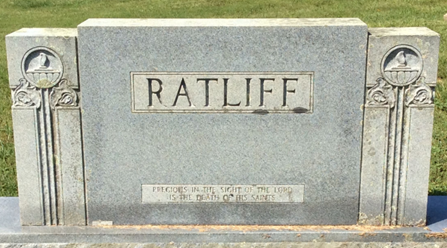 RATLIFF
PRECIOUS IN THE SIGHT OF THE LORD
IS THE DEATH OF HIS SAINTS